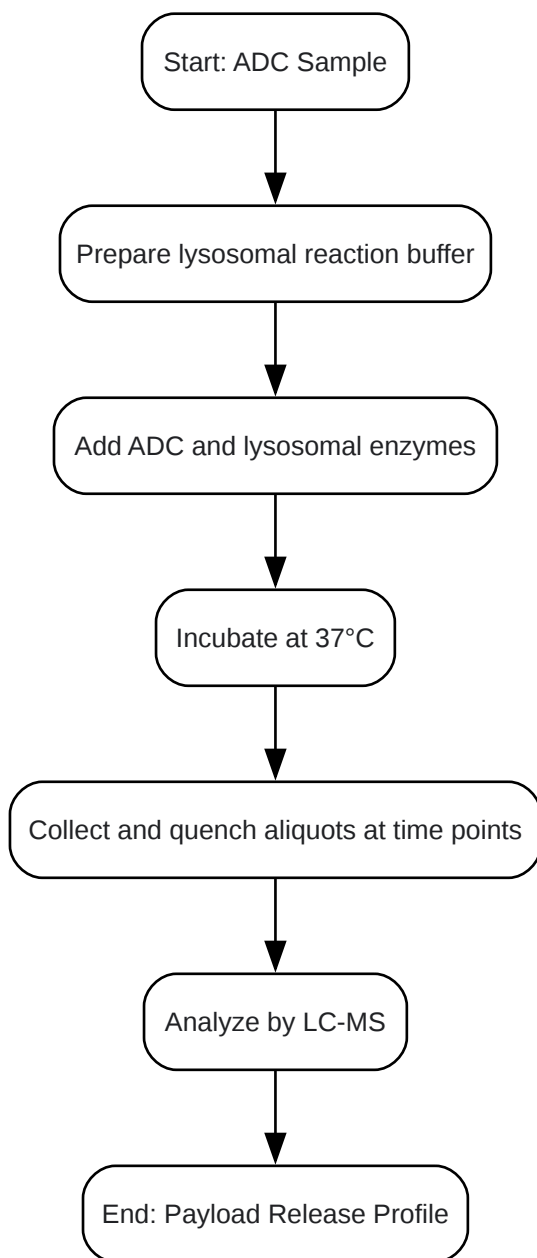 Start: ADC Sample
Prepare lysosomal reaction buffer
Add ADC and lysosomal enzymes
Incubate at 37°C
Collect and quench aliquots at time points
Analyze by LC-MS
End: Payload Release Profile